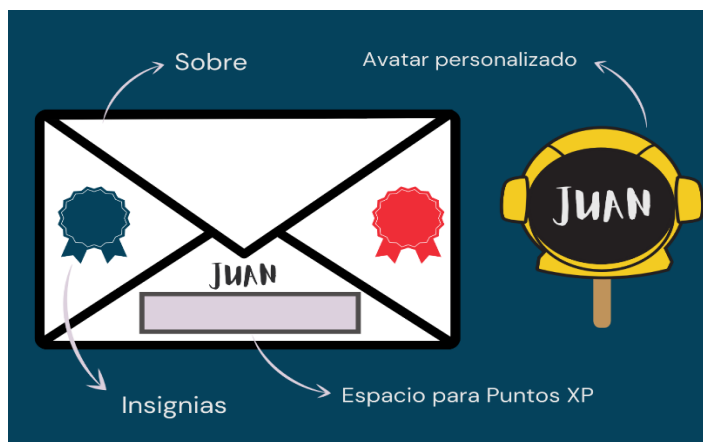 Sobre
Avatar personalizado
JUAN
JUAN
Espacio para Puntos XP
Insignias